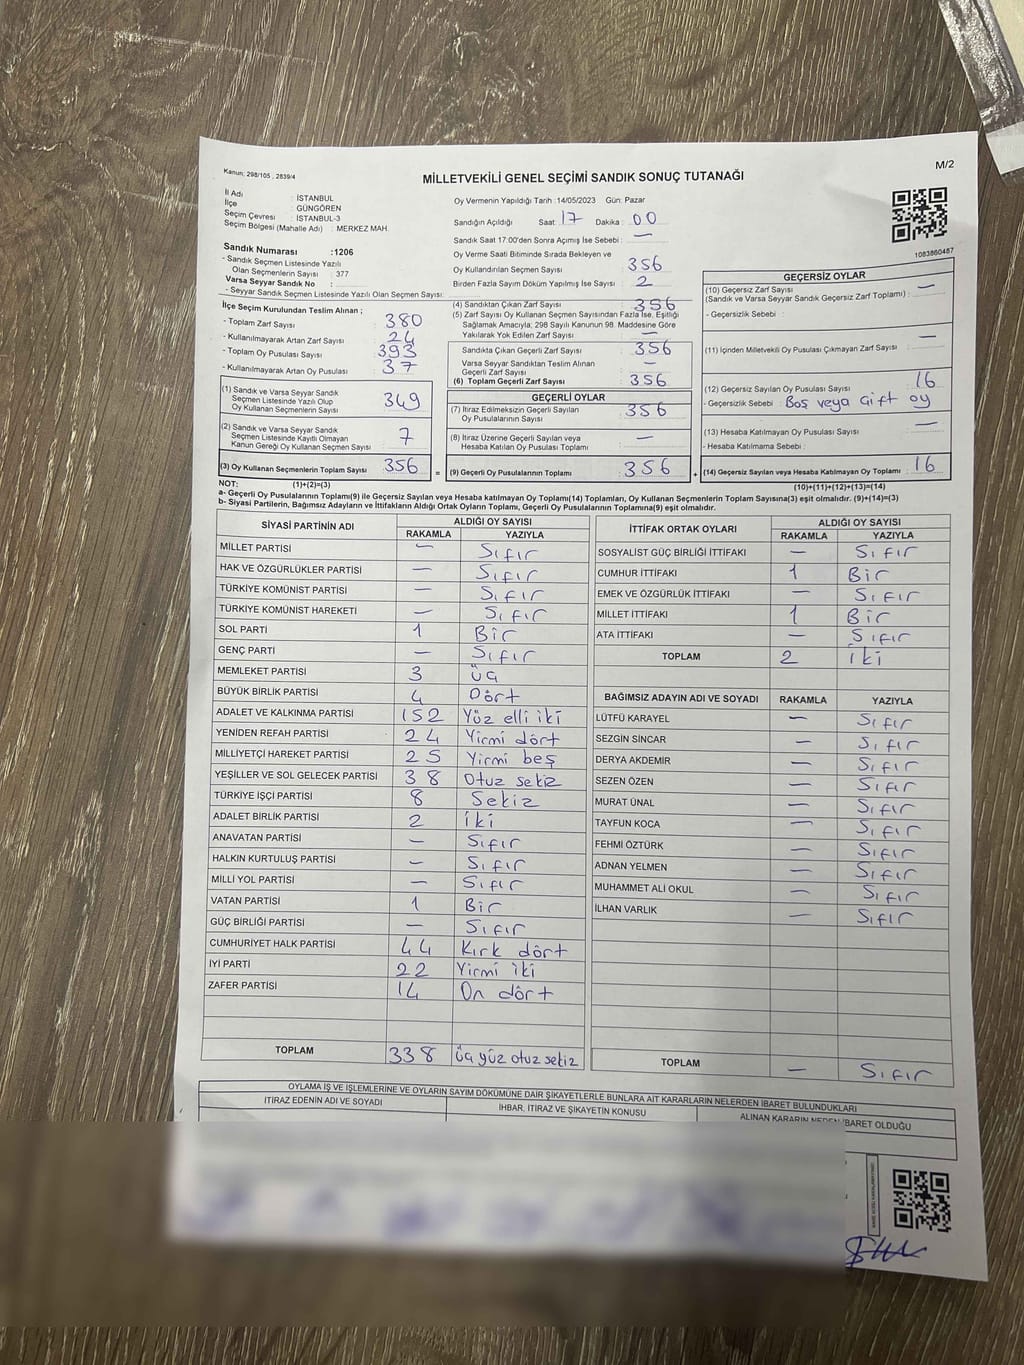 M/2
Kanun; 298/105 , 2839/4
MİLLETVEKİLİ GENEL SEÇİMİ SANDIK SONUÇ TUTANAĞI
İl Adı : İSTANBUL
İlçe : GÜNGÖREN
Seçim Çevresi : İSTANBUL-3
Seçim Bölgesi (Mahalle Adı) : MERKEZ MAH.
Oy Vermenin Yapıldığı Tarih :14/05/2023 Gün: Pazar
Sandığın Açıldığı Saat: 17 Dakika : 00
Sandık Saat 17:00'den Sonra Açımış İse Sebebi : —
Oy Verme Saati Bitiminde Sırada Bekleyen ve
Oy Kullandırılan Seçmen Sayısı : 356
Birden Fazla Sayım Döküm Yapılmış İse Sayısı : 2
1083860487
Sandık Numarası :1206
- Sandık Seçmen Listesinde Yazılı
Olan Seçmenlerin Sayısı : 377
Varsa Seyyar Sandık No :
- Seyyar Sandık Seçmen Listesinde Yazılı Olan Seçmen Sayısı:
İlçe Seçim Kurulundan Teslim Alınan ;
- Toplam Zarf Sayısı : 380
- Kullanılmayarak Artan Zarf Sayısı : 24
- Toplam Oy Pusulası Sayısı : 393
- Kullanılmayarak Artan Oy Pusulası : 37
(1) Sandık ve Varsa Seyyar Sandık
Seçmen Listesinde Yazılı Olup
Oy Kullanan Seçmenlerin Sayısı 349
(2) Sandık ve Varsa Seyyar Sandık
Seçmen Listesinde Kayıtlı Olmayan
Kanun Gereği Oy Kullanan Seçmen Sayısı 7
(3) Oy Kullanan Seçmenlerin Toplam Sayısı 356
(4) Sandıktan Çıkan Zarf Sayısı : 356
(5) Zarf Sayısı Oy Kullanan Seçmen Sayısından Fazla İse, Eşitliği
Sağlamak Amacıyla; 298 Sayılı Kanunun 98. Maddesine Göre
Yakılarak Yok Edilen Zarf Sayısı : —
Sandıkta Çıkan Geçerli Zarf Sayısı : 356
Varsa Seyyar Sandıktan Teslim Alınan
Geçerli Zarf Sayısı : —
(6) Toplam Geçerli Zarf Sayısı : 356
GEÇERLİ OYLAR
(7) İtiraz Edilmeksizin Geçerli Sayılan
Oy Pusulalarının Sayısı : 356
(8) İtiraz Üzerine Geçerli Sayılan veya
Hesaba Katılan Oy Pusulası Toplamı : —
= (9) Geçerli Oy Pusulalarının Toplamı : 356
GEÇERSİZ OYLAR
(10) Geçersiz Zarf Sayısı
(Sandık ve Varsa Seyyar Sandık Geçersiz Zarf Toplamı) : —
- Geçersizlik Sebebi :
(11) İçinden Milletvekili Oy Pusulası Çıkmayan Zarf Sayısı : —
(12) Geçersiz Sayılan Oy Pusulası Sayısı : 16
- Geçersizlik Sebebi : Boş veya Çift oy
(13) Hesaba Katılmayan Oy Pusulası Sayısı : —
- Hesaba Katılmama Sebebi :
+ (14) Geçersiz Sayılan veya Hesaba Katılmayan Oy Toplamı : 16
NOT: (1)+(2)=(3) (10)+(11)+(12)+(13)=(14)
a- Geçerli Oy Pusulalarının Toplamı(9) ile Geçersiz Sayılan veya Hesaba katılmayan Oy Toplamı(14) Toplamları, Oy Kullanan Seçmenlerin Toplam Sayısına(3) eşit olmalıdır. (9)+(14)=(3)
b- Siyasi Partilerin, Bağımsız Adayların ve İttifakların Aldığı Ortak Oyların Toplamı, Geçerli Oy Pusulalarının Toplamına(9) eşit olmalıdır.
SİYASİ PARTİNİN ADI ALDIĞI OY SAYISI
RAKAMLA YAZIYLA
MİLLET PARTİSİ — Sıfır
HAK VE ÖZGÜRLÜKLER PARTİSİ — Sıfır
TÜRKİYE KOMÜNİST PARTİSİ — Sıfır
TÜRKİYE KOMÜNİST HAREKETİ — Sıfır
SOL PARTİ 1 Bir
GENÇ PARTİ — Sıfır
MEMLEKET PARTİSİ 3 üç
BÜYÜK BİRLİK PARTİSİ 4 Dört
ADALET VE KALKINMA PARTİSİ 152 Yüz elli iki
YENİDEN REFAH PARTİSİ 24 Yirmi dört
MİLLİYETÇİ HAREKET PARTİSİ 25 Yirmi beş
YEŞİLLER VE SOL GELECEK PARTİSİ 38 Otuz sekiz
TÜRKİYE İŞÇİ PARTİSİ 8 Sekiz
ADALET BİRLİK PARTİSİ 2 İki
ANAVATAN PARTİSİ — Sıfır
HALKIN KURTULUŞ PARTİSİ — Sıfır
MİLLİ YOL PARTİSİ — Sıfır
VATAN PARTİSİ 1 Bir
GÜÇ BİRLİĞİ PARTİSİ — Sıfır
CUMHURİYET HALK PARTİSİ 44 Kırk dört
İYİ PARTİ 22 Yirmi iki
ZAFER PARTİSİ 14 On dört
TOPLAM 338 üç yüz otuz sekiz
İTTİFAK ORTAK OYLARI ALDIĞI OY SAYISI
RAKAMLA YAZIYLA
SOSYALİST GÜÇ BİRLİĞİ İTTİFAKI — Sıfır
CUMHUR İTTİFAKI 1 Bir
EMEK VE ÖZGÜRLÜK İTTİFAKI — Sıfır
MİLLET İTTİFAKI 1 Bir
ATA İTTİFAKI — Sıfır
TOPLAM 2 iki
BAĞIMSIZ ADAYIN ADI VE SOYADI RAKAMLA YAZIYLA
LÜTFÜ KARAYEL — Sıfır
SEZGİN SİNCAR — Sıfır
DERYA AKDEMİR — Sıfır
SEZEN ÖZEN — Sıfır
MURAT ÜNAL — Sıfır
TAYFUN KOCA — Sıfır
FEHMİ ÖZTÜRK — Sıfır
ADNAN YELMEN — Sıfır
MUHAMMET ALİ OKUL — Sıfır
İLHAN VARLIK — Sıfır
TOPLAM — Sıfır
OYLAMA İŞ VE İŞLEMLERİNE VE OYLARIN SAYIM DÖKÜMÜNE DAİR ŞİKAYETLERLE BUNLARA AİT KARARLARIN NELERDEN İBARET BULUNDUKLARI
İTİRAZ EDENİN ADI VE SOYADI İHBAR, İTİRAZ VE ŞİKAYETİN KONUSU ALINAN KARARIN NEDEN İBARET OLDUĞU